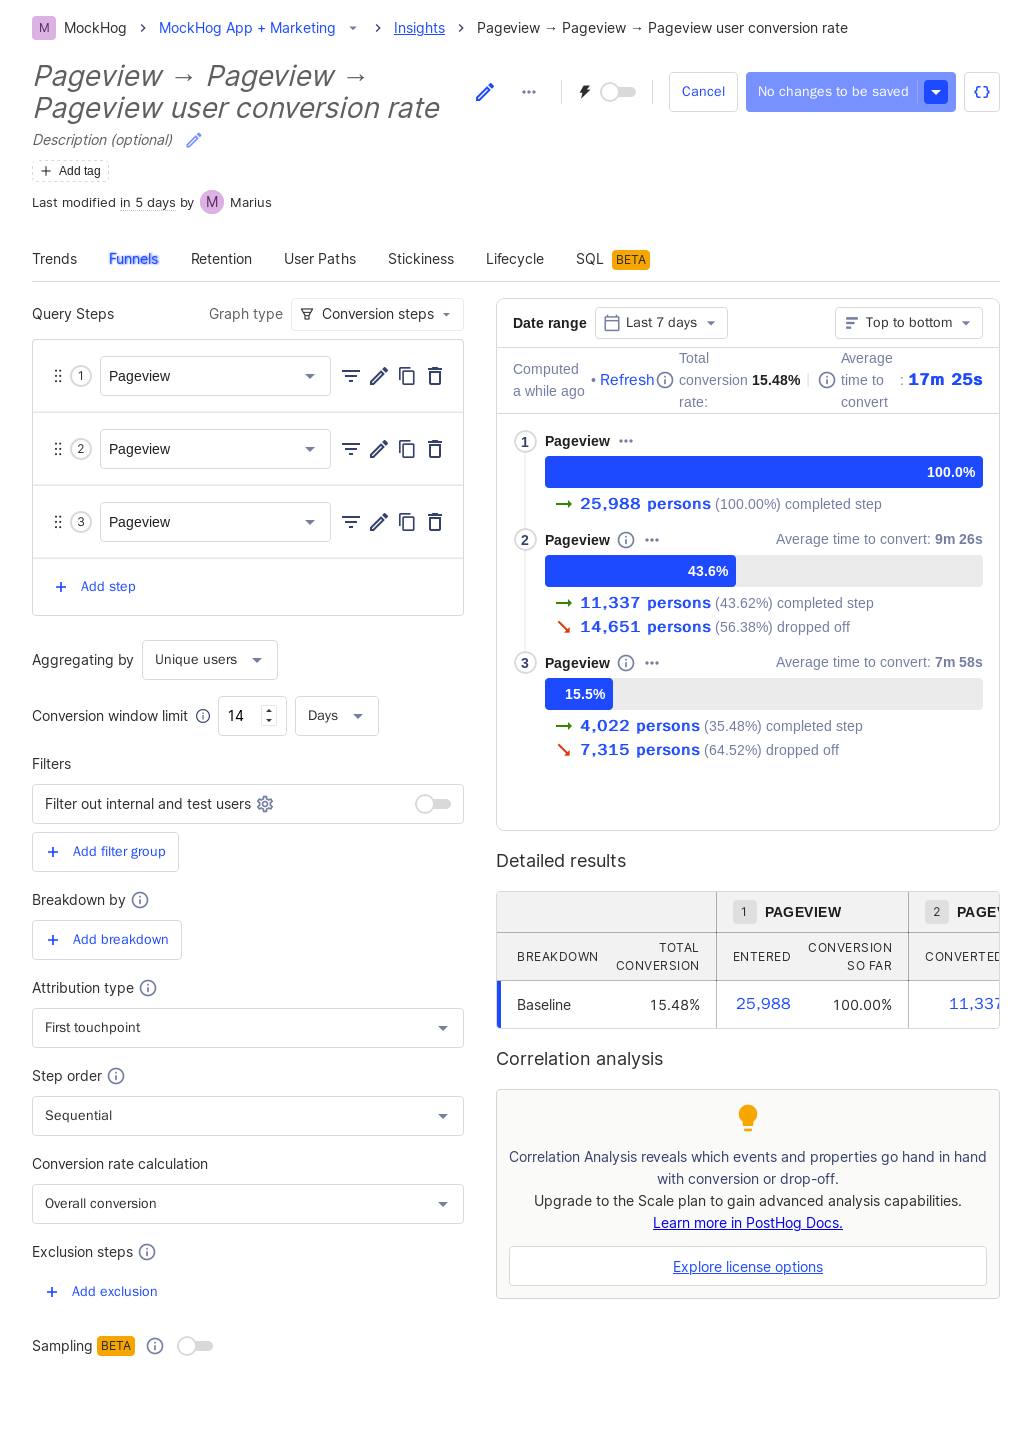 M MockHog MockHog App + Marketing Insights Pageview → Pageview → Pageview user conversion rate
Pageview → Pageview →
Pageview user conversion rate
Cancel
No changes to be saved
Description (optional)
Add tag
Last modified in 5 days by M Marius
Trends Funnels Retention User Paths Stickiness Lifecycle SQL BETA
Query Steps
Graph type
Conversion steps
1 Pageview
2 Pageview
3 Pageview
Add step
Aggregating by Unique users
Conversion window limit 14 Days
Filters
Filter out internal and test users
Add filter group
Breakdown by
Add breakdown
Attribution type
First touchpoint
Step order
Sequential
Conversion rate calculation
Overall conversion
Exclusion steps
Add exclusion
Sampling BETA
Date range Last 7 days Top to bottom
Computed
a while ago
• Refresh
Total
conversion
rate:
15.48%
Average
time to
convert
: 17m 25s
1 Pageview
100.0%
25,988 persons (100.00%) completed step
2 Pageview Average time to convert: 9m 26s
43.6%
11,337 persons (43.62%) completed step
14,651 persons (56.38%) dropped off
3 Pageview Average time to convert: 7m 58s
15.5%
4,022 persons (35.48%) completed step
7,315 persons (64.52%) dropped off
Detailed results
1 PAGEVIEW 2 PAGEV
BREAKDOWN
TOTAL
CONVERSION
ENTERED
CONVERSION
SO FAR
CONVERTED
Baseline 15.48% 25,988 100.00% 11,337
Correlation analysis
Correlation Analysis reveals which events and properties go hand in hand
with conversion or drop-off.
Upgrade to the Scale plan to gain advanced analysis capabilities.
Learn more in PostHog Docs.
Explore license options